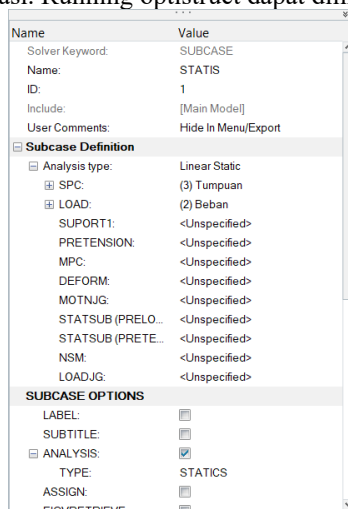 asi. Running optistruct dapat dili
Name Value
Solver Keyword: SUBCASE
Name: STATIS
ID: 1
Include: [Main Model]
User Comments: Hide In Menu/Export
Subcase Definition
Analysis type: Linear Static
SPC: (3) Tumpuan
LOAD: (2) Beban
SUPORT1: <Unspecified>
PRETENSION: <Unspecified>
MPC: <Unspecified>
DEFORM: <Unspecified>
MOTNJG: <Unspecified>
STATSUB (PRELO... <Unspecified>
STATSUB (PRETE... <Unspecified>
NSM: <Unspecified>
LOADJG: <Unspecified>
SUBCASE OPTIONS
LABEL:
SUBTITLE:
ANALYSIS:
TYPE: STATICS
ASSIGN: